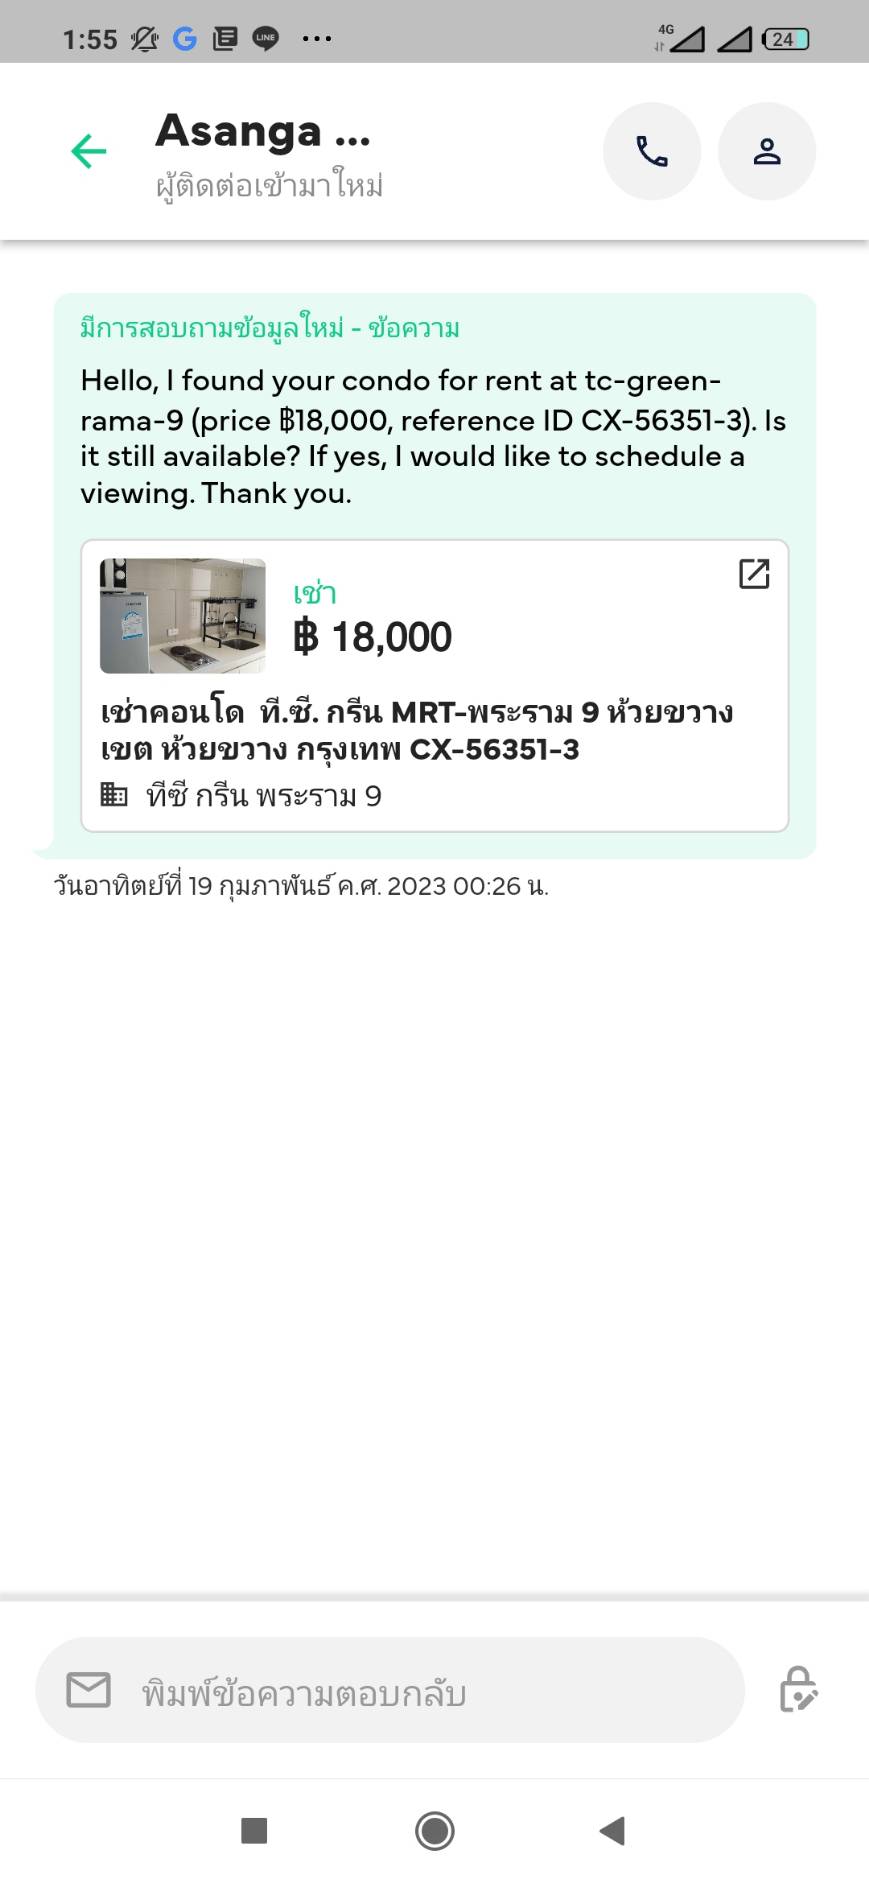 1:55
LINE
4G
24
Asanga ...
ผู้ติดต่อเข้ามาใหม่
มีการสอบถามข้อมูลใหม่ - ข้อความ
Hello, I found your condo for rent at tc-green-
rama-9 (price ฿18,000, reference ID CX-56351-3). Is
it still available? If yes, I would like to schedule a
viewing. Thank you.
เช่า
฿ 18,000
เช่าคอนโด ที.ซี. กรีน MRT-พระราม 9 ห้วยขวาง
เขต ห้วยขวาง กรุงเทพ CX-56351-3
ทีซี กรีน พระราม 9
วันอาทิตย์ที่ 19 กุมภาพันธ์ ค.ศ. 2023 00:26 น.
พิมพ์ข้อความตอบกลับ